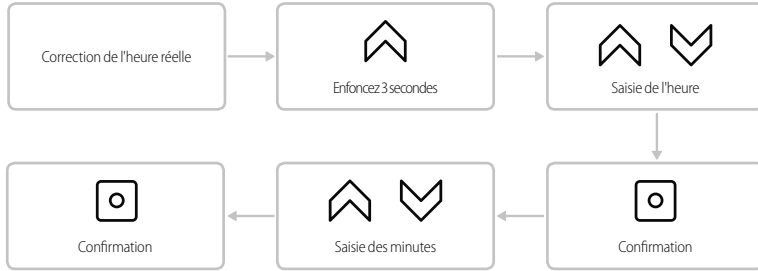 Correction de l'heure réelle
Enfoncez 3 secondes
Saisie de l'heure
Confirmation
Saisie des minutes
Confirmation